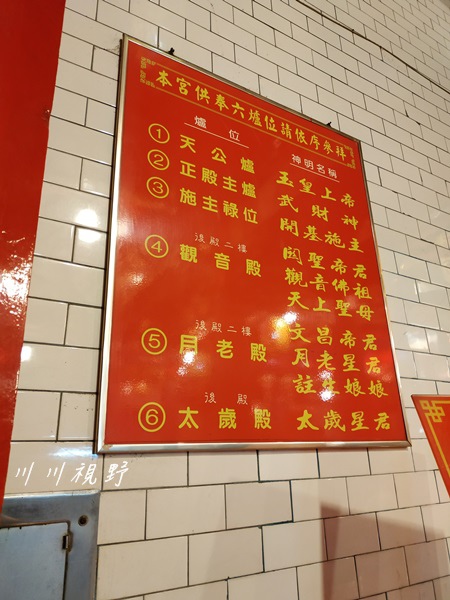 本宮供奉六爐位請依序參拜
爐位 神明名稱
① 天公爐 玉皇上帝
② 正殿主爐 武財神
③ 施主祿位 開基施主
後殿二樓
④ 觀音殿 關聖帝君
觀音佛祖
天上聖母
後殿二樓
⑤ 月老殿 文昌帝君
月老星君
註生娘娘
後殿
⑥ 太歲殿 太歲星君
川川視野